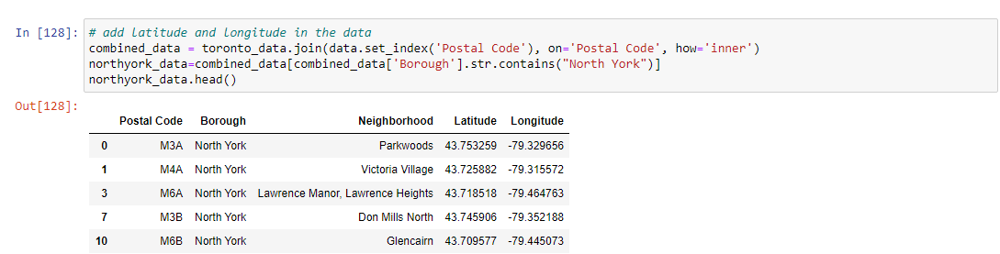 In [128]: # add latitude and longitude in the data
combined_data = toronto_data.join(data.set_index('Postal Code'), on='Postal Code', how='inner')
northyork_data=combined_data[combined_data['Borough'].str.contains("North York")]
northyork_data.head()
Out[128]:
Postal Code Borough Neighborhood Latitude Longitude
0 M3A North York Parkwoods 43.753259 -79.329656
1 M4A North York Victoria Village 43.725882 -79.315572
3 M6A North York Lawrence Manor, Lawrence Heights 43.718518 -79.464763
7 M3B North York Don Mills North 43.745906 -79.352188
10 M6B North York Glencairn 43.709577 -79.445073